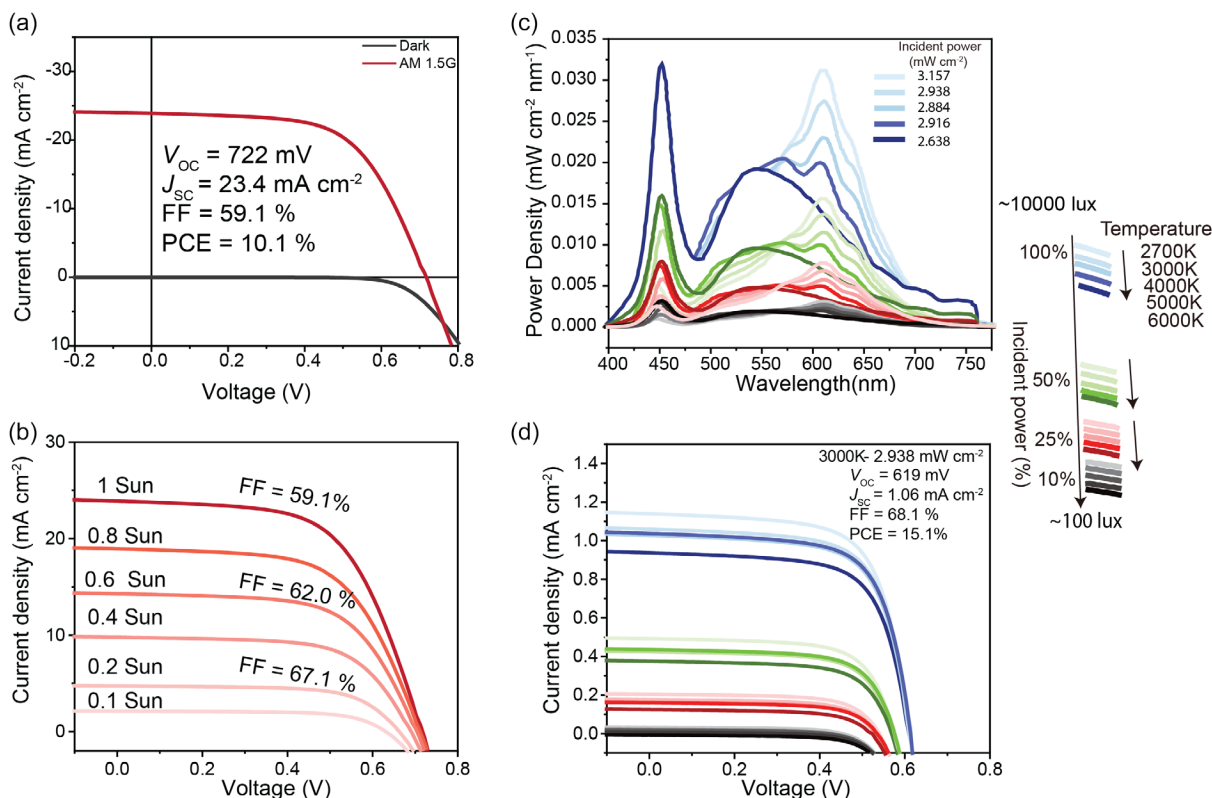 (a)
Dark
AM 1.5G
-30
-20
-10
0
10
Current density (mA cm-2)
VOC = 722 mV
JSC = 23.4 mA cm-2
FF = 59.1 %
PCE = 10.1 %
-0.2
0.0
0.2
0.4
0.6
0.8
Voltage (V)
(c)
0.035
0.030
0.025
0.020
0.015
0.010
0.005
0.000
Power Density (mW cm-2 nm-1)
Incident power
(mW cm-2)
3.157
2.938
2.884
2.916
2.638
400
450
500
550
600
650
700
750
Wavelength(nm)
~10000 lux
Temperature
100%
2700K
3000K
4000K
5000K
6000K
50%
25%
10%
Incident power (%)
~100 lux
(b)
30
20
10
0
Current density (mA cm-2)
1 Sun
FF = 59.1%
0.8 Sun
0.6 Sun
FF = 62.0 %
0.4 Sun
0.2 Sun
FF = 67.1 %
0.1 Sun
0.0
0.2
0.4
0.6
0.8
Voltage (V)
(d)
1.4
1.2
1.0
0.8
0.6
0.4
0.2
0.0
Current density (mA cm-2)
3000K- 2.938 mW cm-2
VOC = 619 mV
JSC = 1.06 mA cm-2
FF = 68.1 %
PCE = 15.1%
0.0
0.2
0.4
0.6
0.8
Voltage (V)